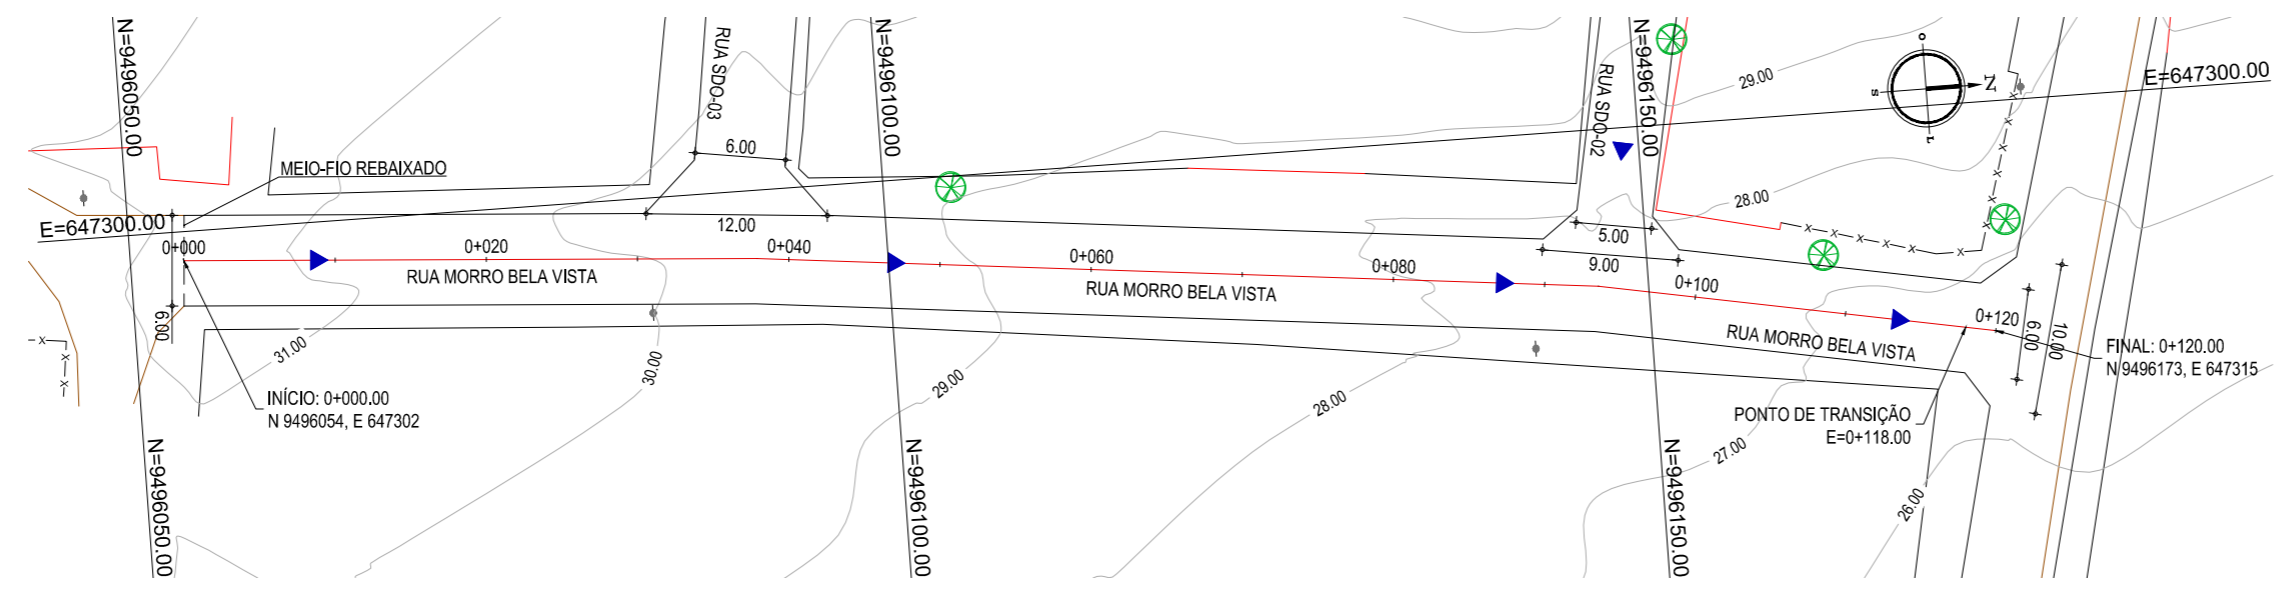 N=9496050.00
RUA SDO-03
N=9496100.00
RUA SDO-02
N=9496150.00
29.00
O
S
N
L
E=647300.00
6.00
MEIO-FIO REBAIXADO
E=647300.00
12.00
28.00
5.00
9.00
0+000
0+020
0+040
0+060
0+080
0+100
0+120
RUA MORRO BELA VISTA
RUA MORRO BELA VISTA
RUA MORRO BELA VISTA
6.00
31.00
30.00
29.00
28.00
27.00
26.00
6.00
10.00
FINAL: 0+120.00
N 9496173, E 647315
INÍCIO: 0+000.00
N 9496054, E 647302
PONTO DE TRANSIÇÃO
E=0+118.00
N=9496050.00
N=9496100.00
N=9496150.00